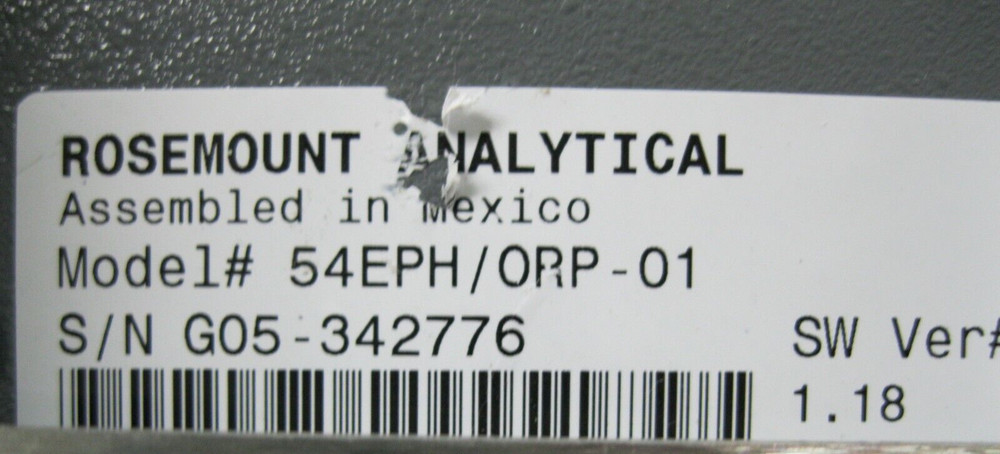 ROSEMOUNT ANALYTICAL
Assembled in Mexico
Model# 54EPH/ORP-01
S/N G05-342776
SW Ver#
1.18